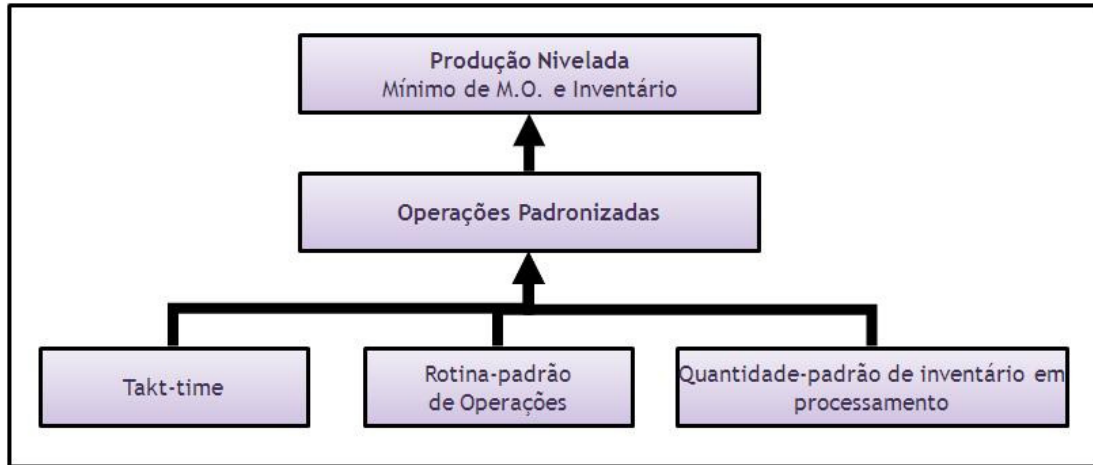 Produção Nivelada
Mínimo de M.O. e Inventário
Operações Padronizadas
Takt-time
Rotina-padrão
de Operações
Quantidade-padrão de inventário em
processamento